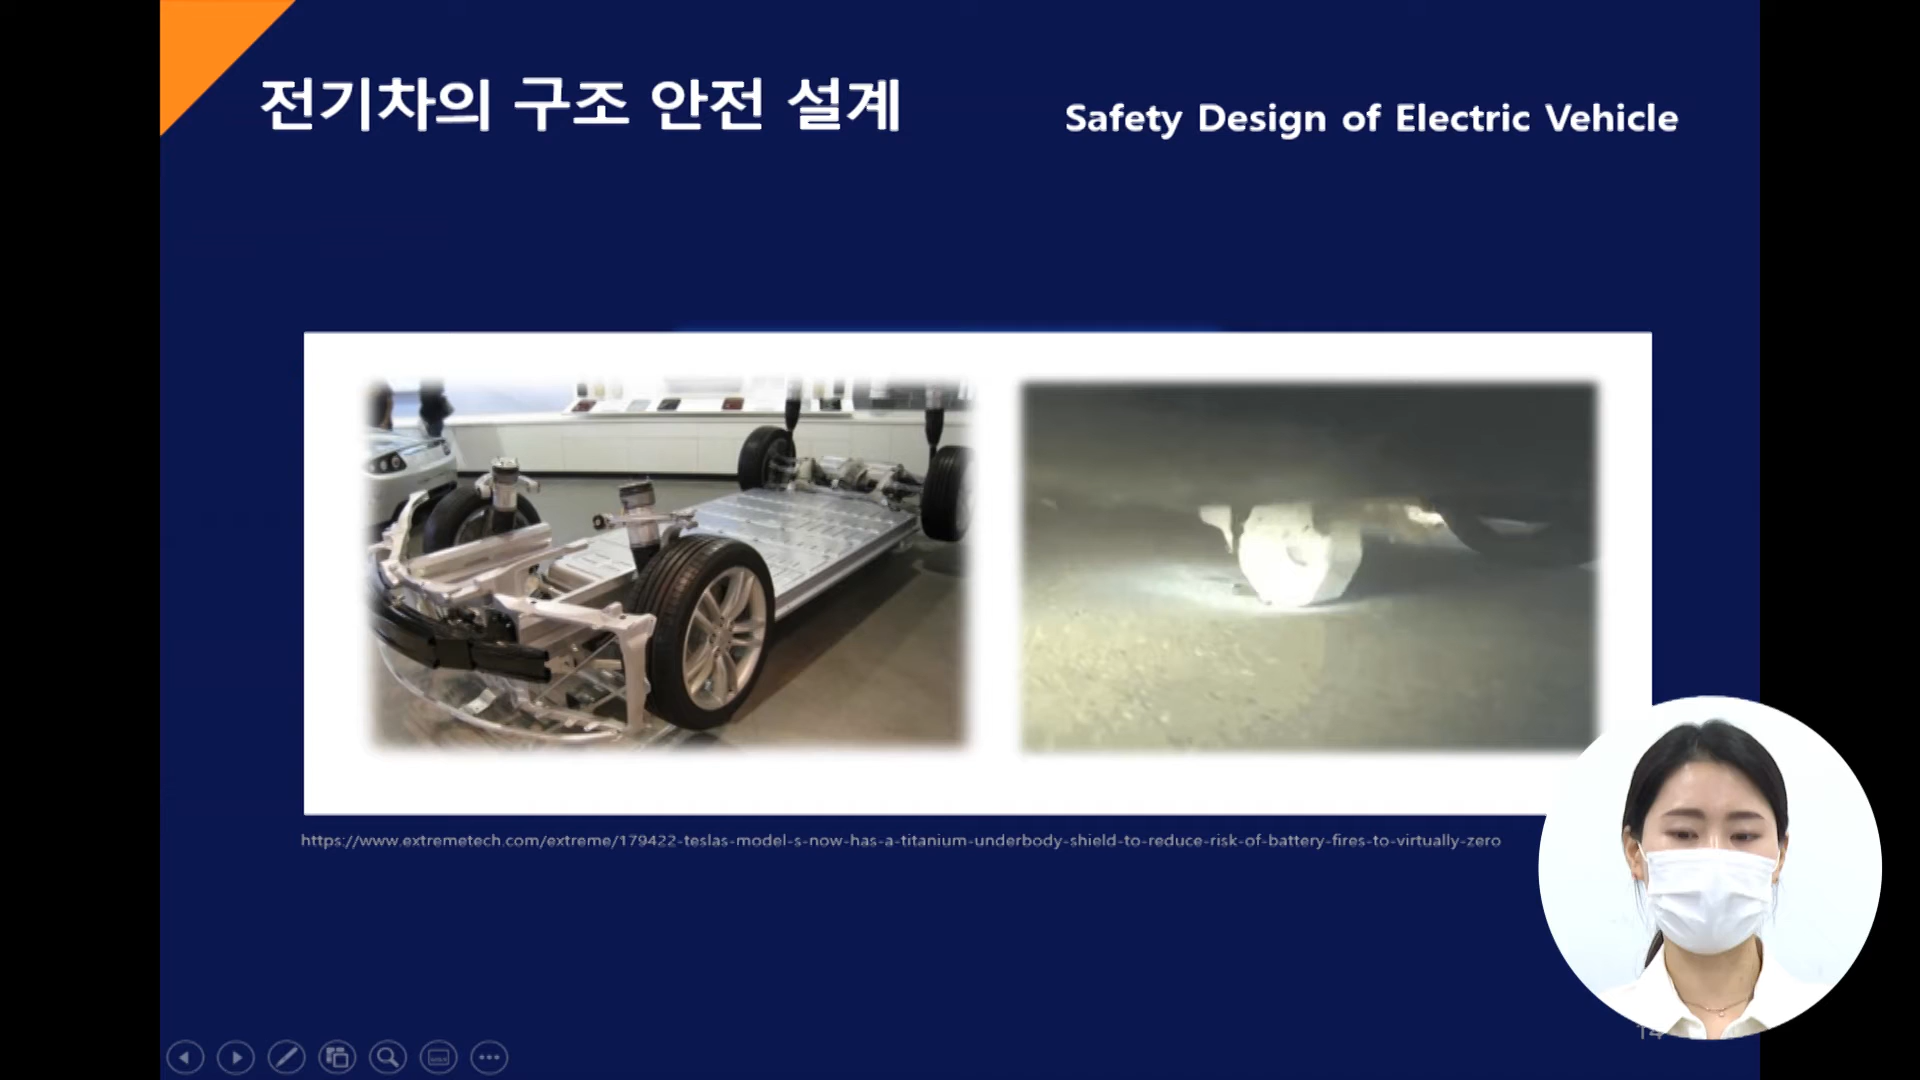 전기차의 구조 안전 설계
Safety Design of Electric Vehicle
https://www.extremetech.com/extreme/179422-teslas-model-s-now-has-a-titanium-underbody-shield-to-reduce-risk-of-battery-fires-to-virtually-zero